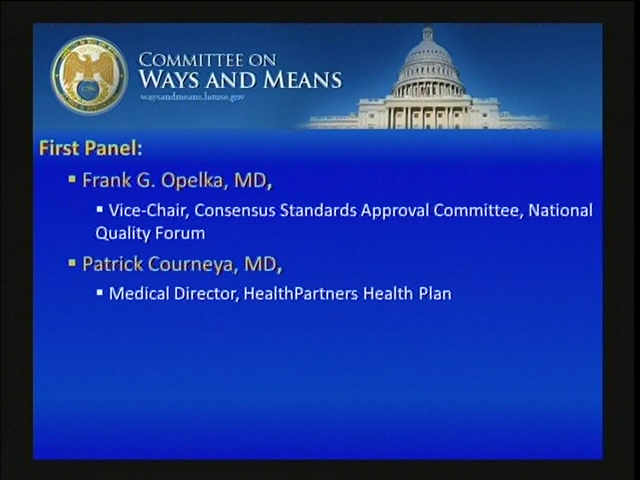 COMMITTEE ON
WAYS AND MEANS
waysandmeans.house.gov
First Panel:
▪ Frank G. Opelka, MD,
▪ Vice-Chair, Consensus Standards Approval Committee, National
Quality Forum
▪ Patrick Courneya, MD,
▪ Medical Director, HealthPartners Health Plan